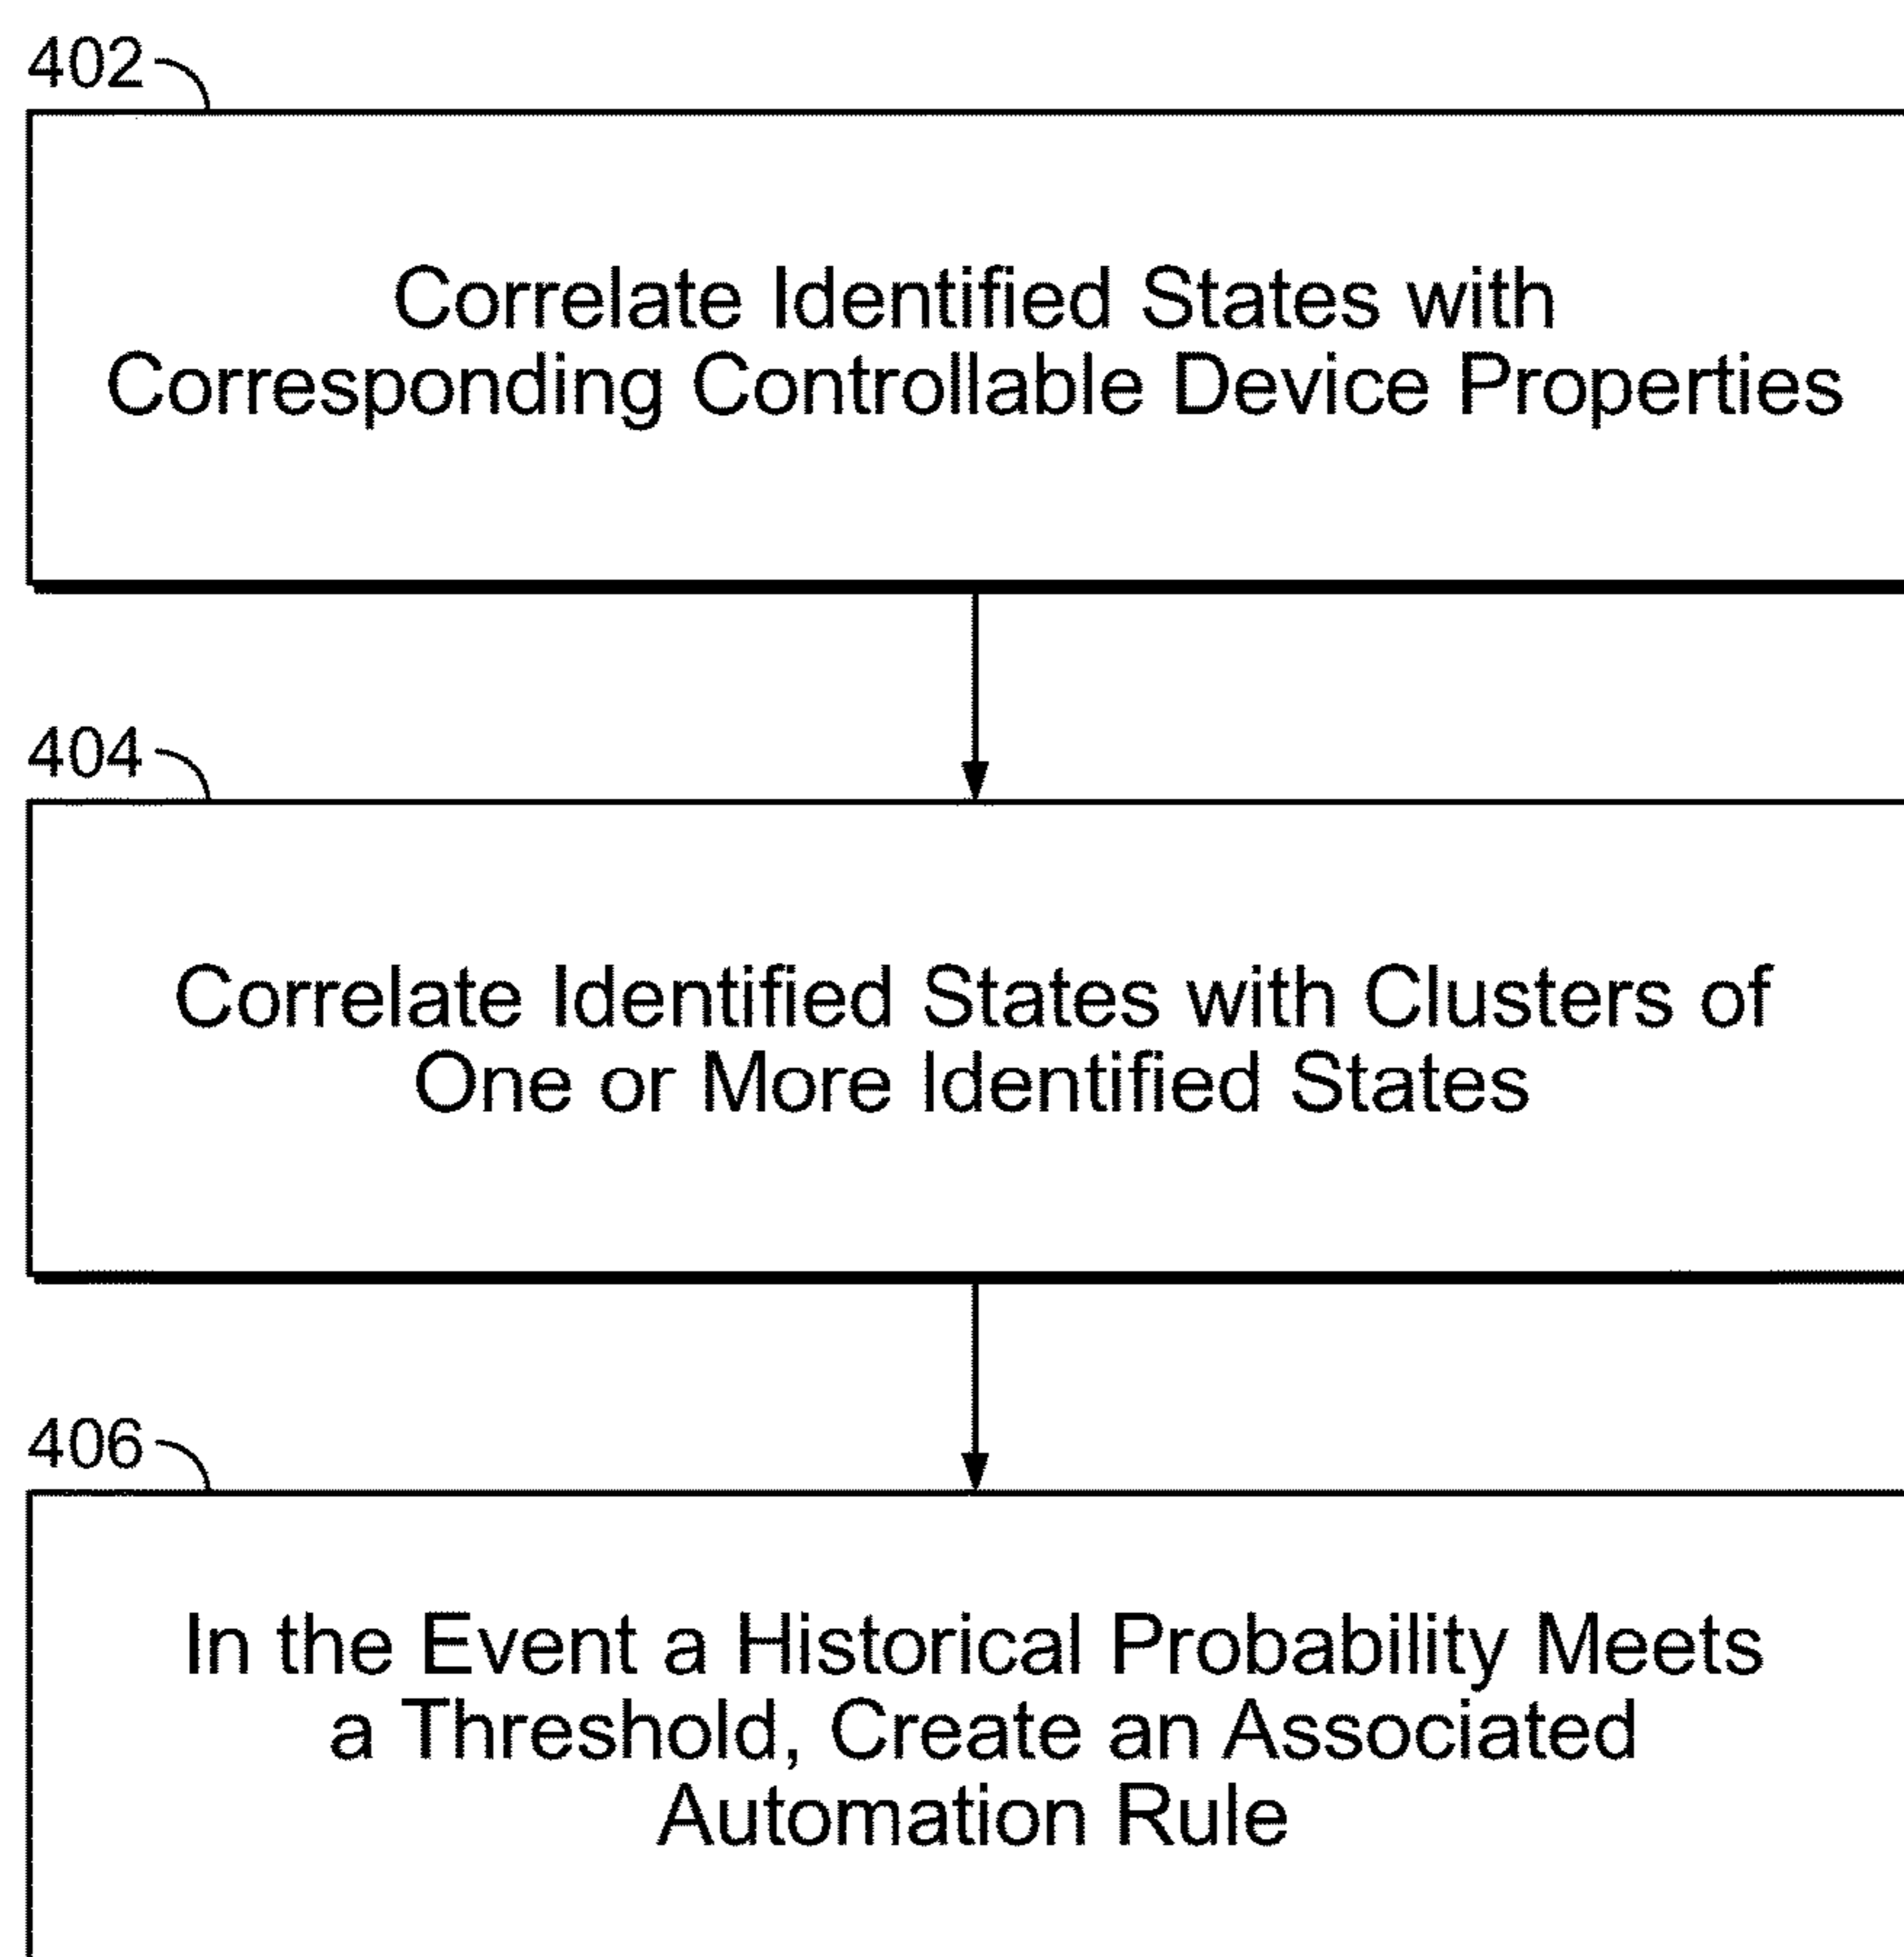 402
Correlate Identified States with
Corresponding Controllable Device Properties
404
Correlate Identified States with Clusters of
One or More Identified States
406
In the Event a Historical Probability Meets
a Threshold, Create an Associated
Automation Rule